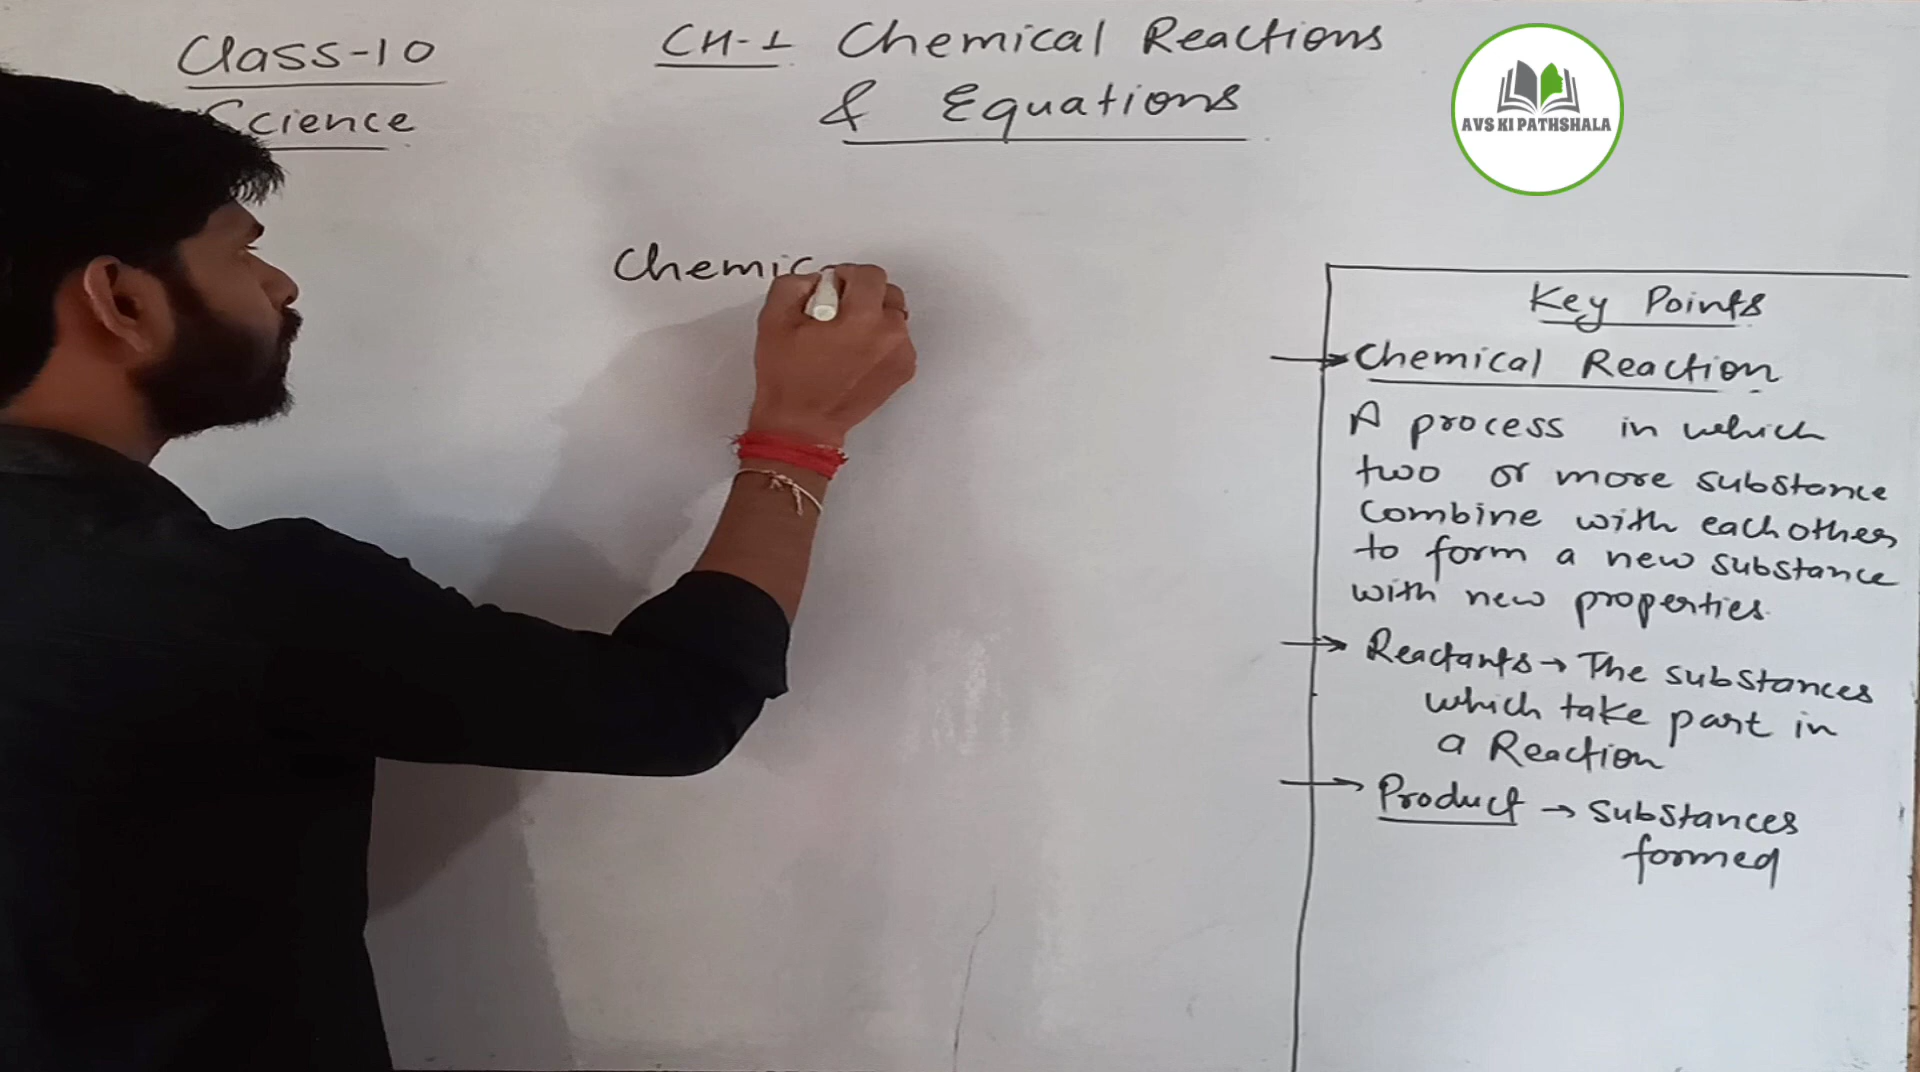 Class-10
Science
CH-1 Chemical Reactions
& Equations
AVS KI PATHSHALA
Chemic
Key Points
Chemical Reaction
A process in which
two or more substance
combine with each other
to form a new substance
with new properties.
Reactants → The substances
which take part in
a Reaction
Product → Substances
formed